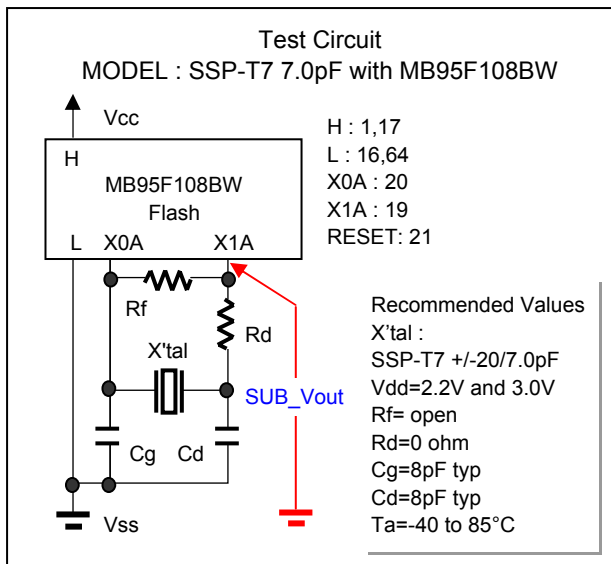 Test Circuit
MODEL : SSP-T7 7.0pF with MB95F108BW
Vcc
H : 1,17
L : 16,64
X0A : 20
X1A : 19
RESET: 21
H
MB95F108BW
Flash
L X0A X1A
Rf
Rd
X'tal
SUB_Vout
Cg Cd
Vss
Recommended Values
X’tal :
SSP-T7 +/-20/7.0pF
Vdd=2.2V and 3.0V
Rf= open
Rd=0 ohm
Cg=8pF typ
Cd=8pF typ
Ta=-40 to 85°C